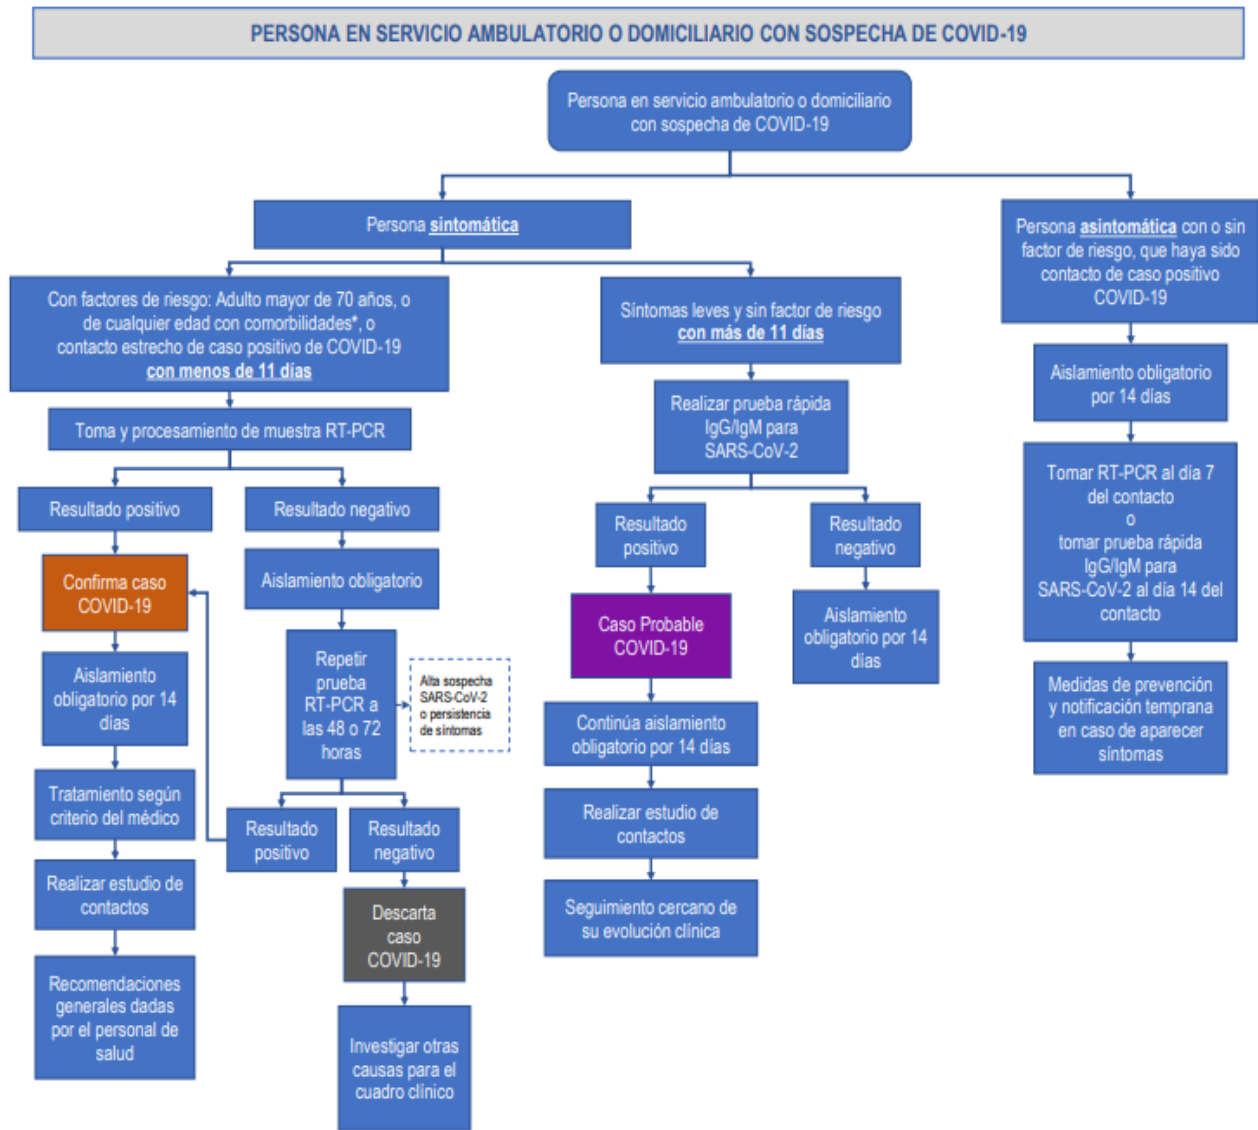 PERSONA EN SERVICIO AMBULATORIO O DOMICILIARIO CON SOSPECHA DE COVID-19
Persona en servicio ambulatorio o domiciliario
con sospecha de COVID-19
Persona sintomática
Con factores de riesgo: Adulto mayor de 70 años, o
de cualquier edad con comorbilidades*, o
contacto estrecho de caso positivo de COVID-19
con menos de 11 días
Toma y procesamiento de muestra RT-PCR
Resultado positivo
Confirma caso
COVID-19
Aislamiento
obligatorio por 14
días
Tratamiento según
criterio del médico
Realizar estudio de
contactos
Recomendaciones
generales dadas
por el personal de
salud
Resultado negativo
Aislamiento obligatorio
Repetir
prueba
RT-PCR a
las 48 o 72
horas
Alta sospecha
SARS-CoV-2
o persistencia
de síntomas
Resultado
positivo
Resultado
negativo
Descarta
caso
COVID-19
Investigar otras
causas para el
cuadro clínico
Síntomas leves y sin factor de riesgo
con más de 11 días
Realizar prueba rápida
IgG/IgM para
SARS-CoV-2
Resultado
positivo
Caso Probable
COVID-19
Continúa aislamiento
obligatorio por 14 días
Realizar estudio de
contactos
Seguimiento cercano de
su evolución clínica
Resultado
negativo
Aislamiento
obligatorio por 14
días
Persona asintomática con o sin
factor de riesgo, que haya sido
contacto de caso positivo
COVID-19
Aislamiento obligatorio
por 14 días
Tomar RT-PCR al día 7
del contacto
o
tomar prueba rápida
IgG/IgM para
SARS-CoV-2 al día 14 del
contacto
Medidas de prevención
y notificación temprana
en caso de aparecer
síntomas